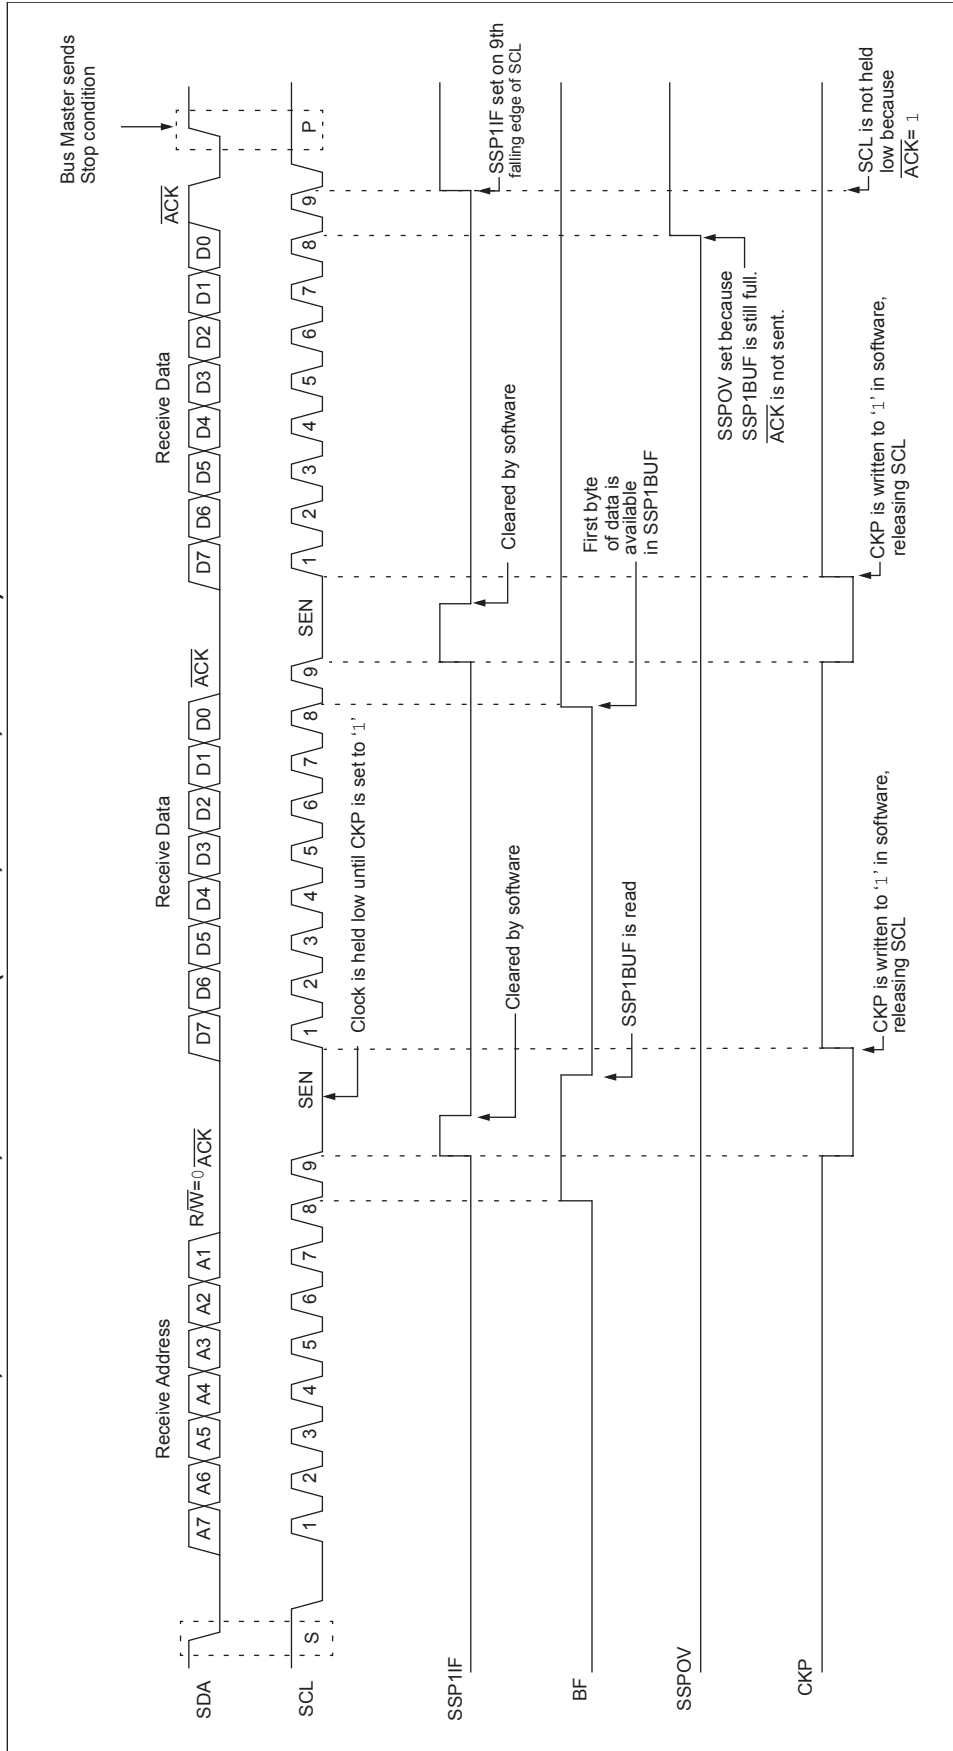 Bus Master sends
Stop condition
Receive Address
Receive Data
Receive Data
ACK
SDA
A7 A6 A5 A4 A3 A2 A1 R/W=0 ACK
D7 D6 D5 D4 D3 D2 D1 D0 ACK
D7 D6 D5 D4 D3 D2 D1 D0
SCL
S 1 2 3 4 5 6 7 8 9 SEN
1 2 3 4 5 6 7 8 9 SEN
1 2 3 4 5 6 7 8 9 P
Clock is held low until CKP is set to ‘1’
SSP1IF
Cleared by software
Cleared by software
SSP1IF set on 9th
falling edge of SCL
BF
SSP1BUF is read
First byte
of data is
available
in SSP1BUF
SSPOV
SSPOV set because
SSP1BUF is still full.
ACK is not sent.
CKP
CKP is written to ‘1’ in software,
releasing SCL
CKP is written to ‘1’ in software,
releasing SCL
SCL is not held
low because
ACK= 1